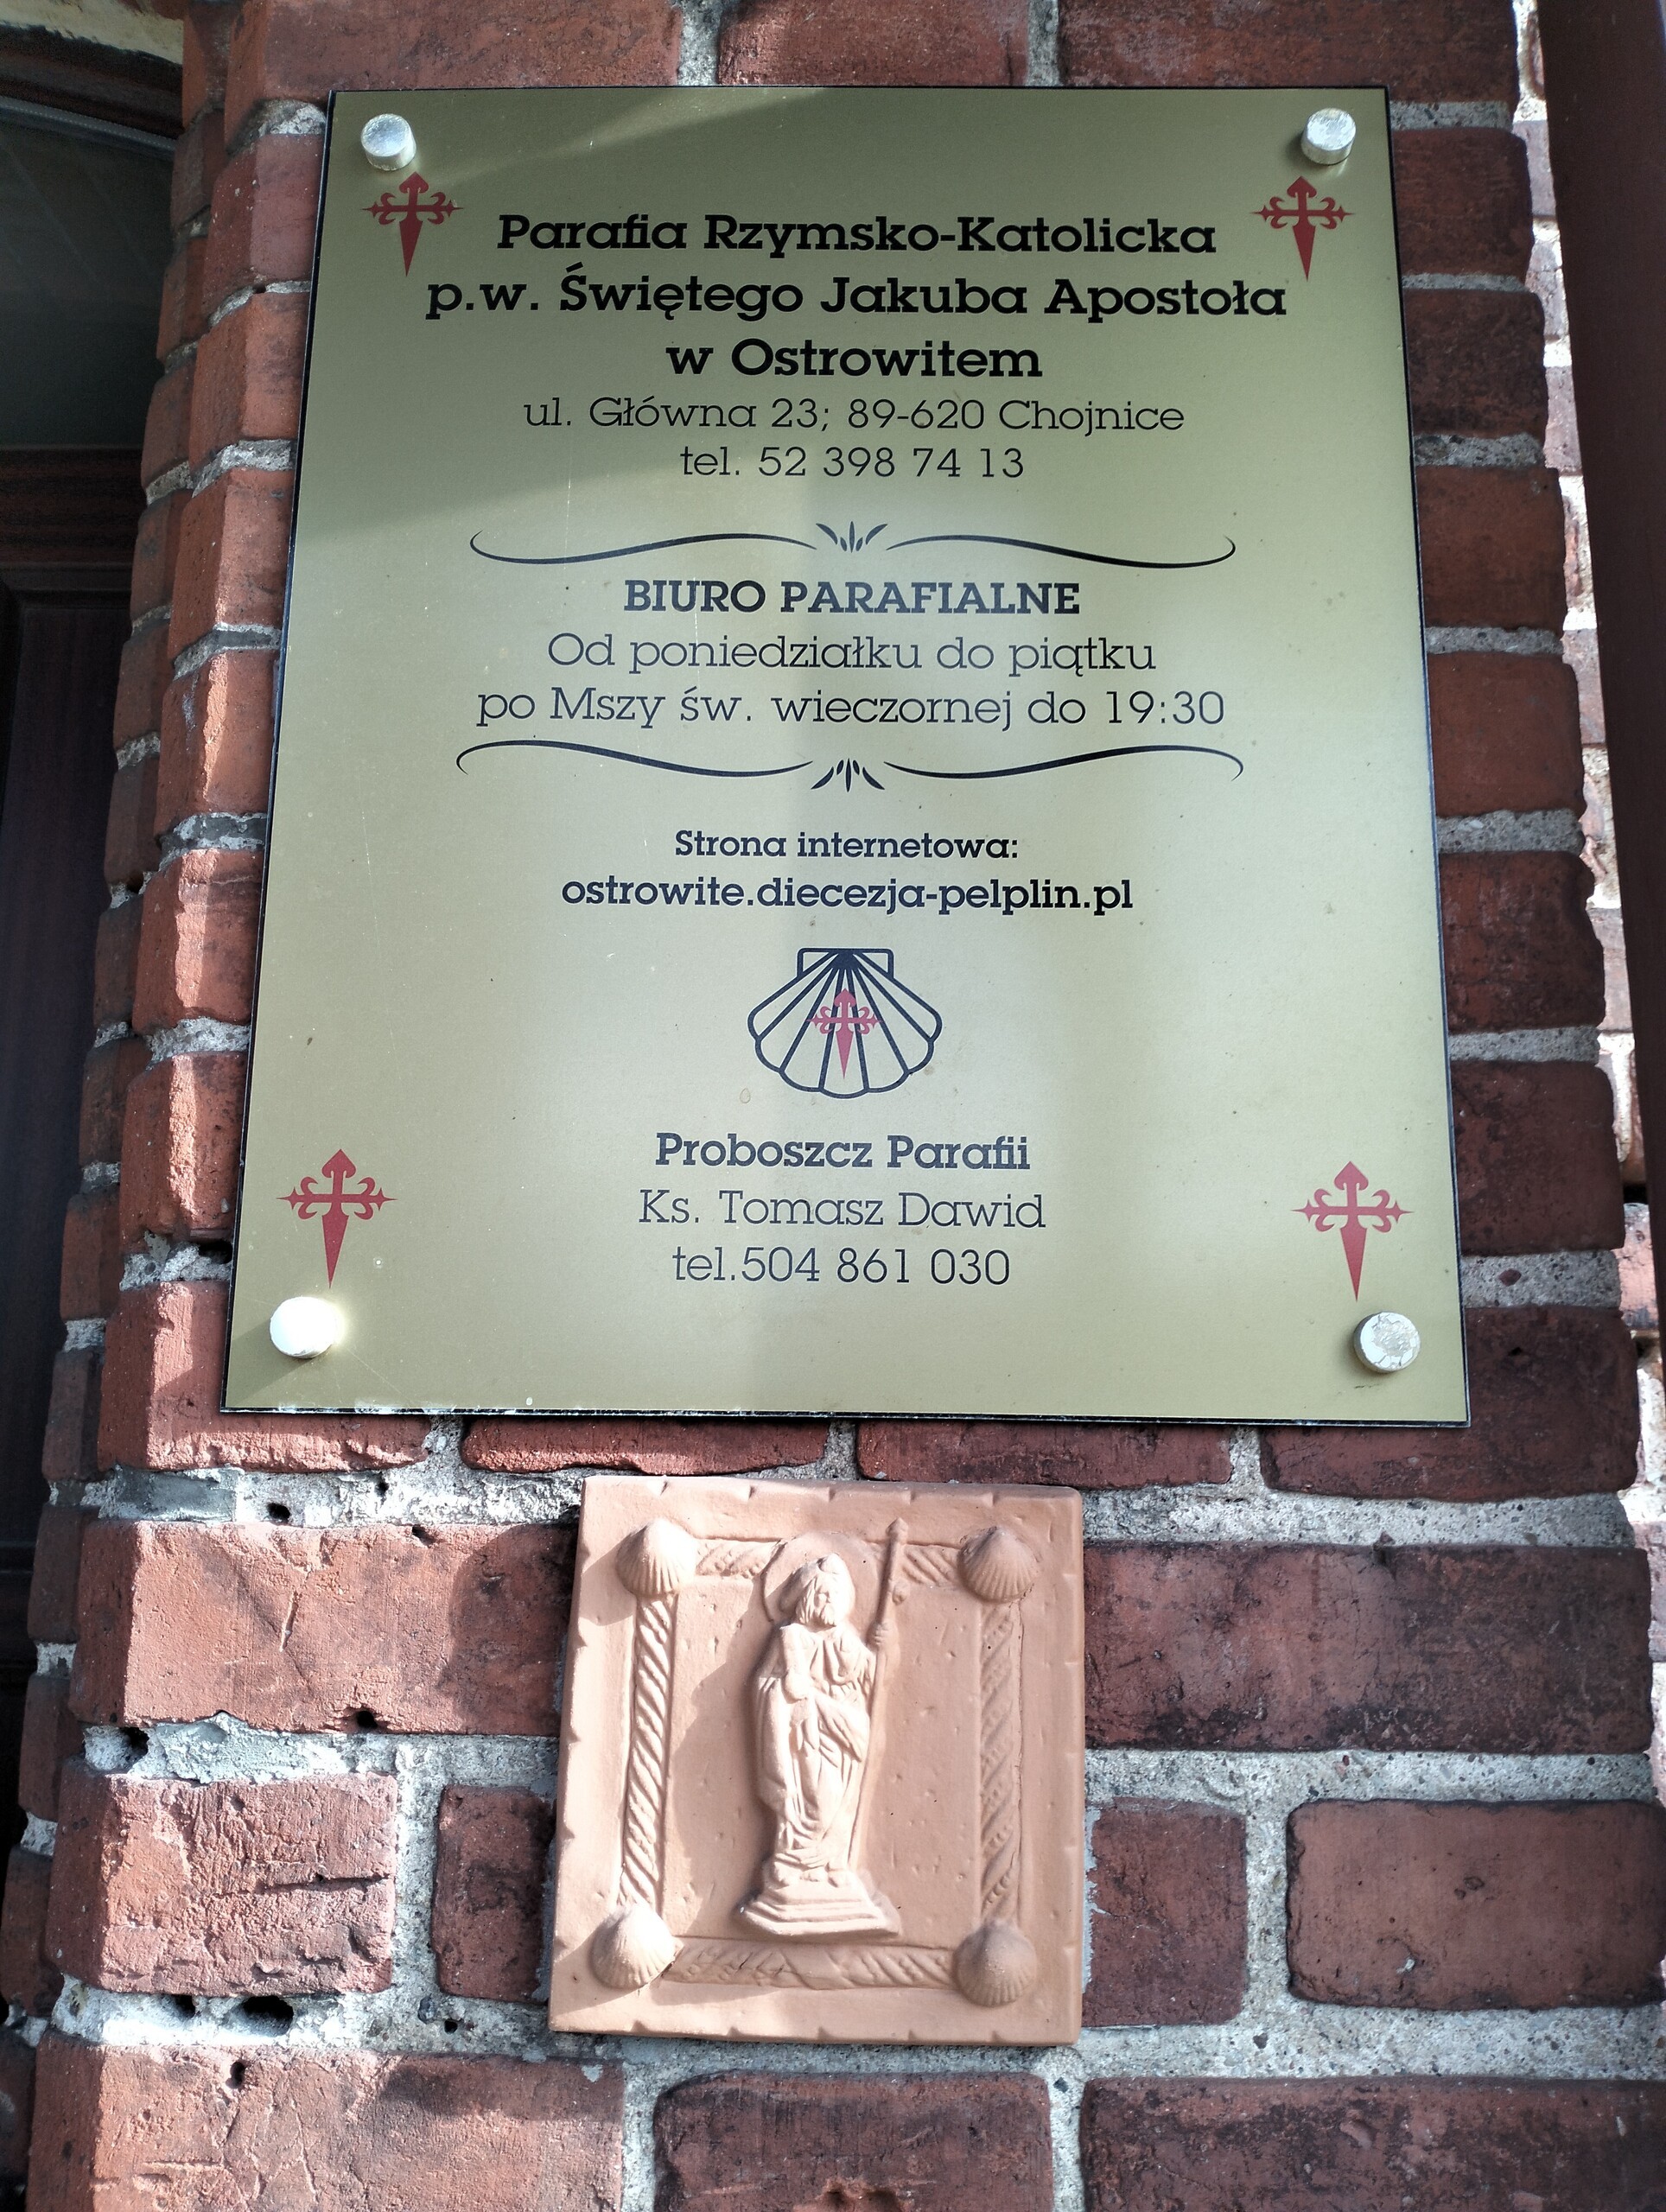 Parafia Rzymsko-Katolicka
p.w. Świętego Jakuba Apostoła
w Ostrowitem
ul. Główna 23; 89-620 Chojnice
tel. 52 398 74 13
BIURO PARAFIALNE
Od poniedziałku do piątku
po Mszy św. wieczornej do 19:30
Strona internetowa:
ostrowite.diecezja-pelplin.pl
Proboszcz Parafii
Ks. Tomasz Dawid
tel.504 861 030